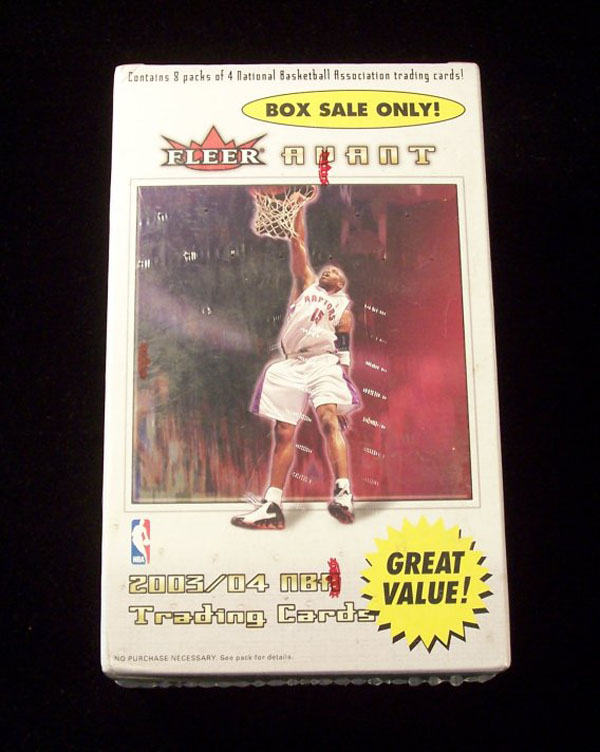 Contains 8 packs of 4 National Basketball Association trading cards!
BOX SALE ONLY!
FLEER® AVANT
RAPTORS
15
NBA
2003/04 NBA
Trading Cards
GREAT
VALUE!
NO PURCHASE NECESSARY. See pack for details.